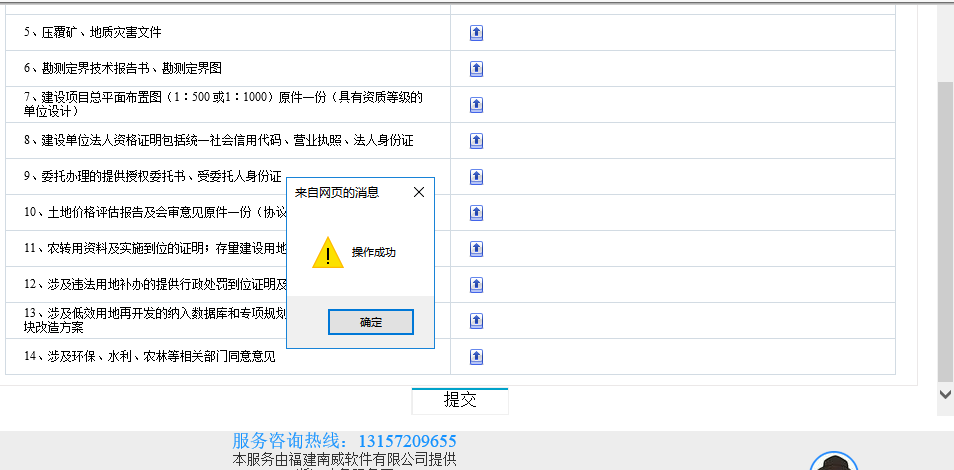 5、压覆矿、地质灾害文件
6、勘测定界技术报告书、勘测定界图
7、建设项目总平面布置图（1：500 或1：1000）原件一份（具有资质等级的
单位设计）
8、建设单位法人资格证明包括统一社会信用代码、营业执照、法人身份证
9、委托办理的提供授权委托书、受委托人身份证
来自网页的消息
10、土地价格评估报告及会审意见原件一份（协议
11、农转用资料及实施到位的证明；存量建设用地
操作成功
12、涉及违法用地补办的提供行政处罚到位证明及
13、涉及低效用地再开发的纳入数据库和专项规划
块改造方案
确定
14、涉及环保、水利、农林等相关部门同意意见
提交
服务咨询热线：13157209655
本服务由福建南威软件有限公司提供